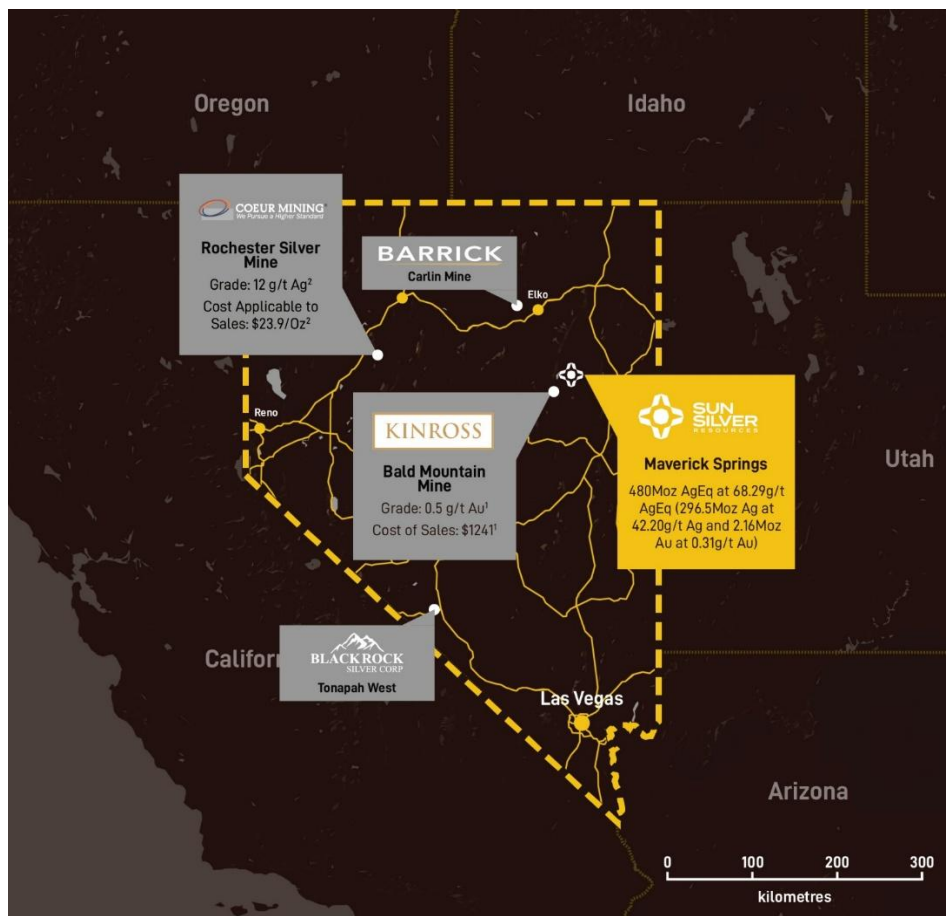 Oregon
Idaho
COEUR MINING®
We Pursue a Higher Standard
Rochester Silver
Mine
Grade: 12 g/t Ag²
Cost Applicable to
Sales: $23.9/Oz²
BARRICK
Carlin Mine
Elko
Reno
KINROSS
Bald Mountain
Mine
Grade: 0.5 g/t Au¹
Cost of Sales: $1241¹
SUN
SILVER
RESOURCES
Maverick Springs
480Moz AgEq at 68.29g/t
AgEq (296.5Moz Ag at
42.20g/t Ag and 2.16Moz
Au at 0.31g/t Au)
Utah
Californ
BLACKROCK
SILVER CORP
Tonapah West
Las Vegas
Arizona
0 100 200 300
kilometres